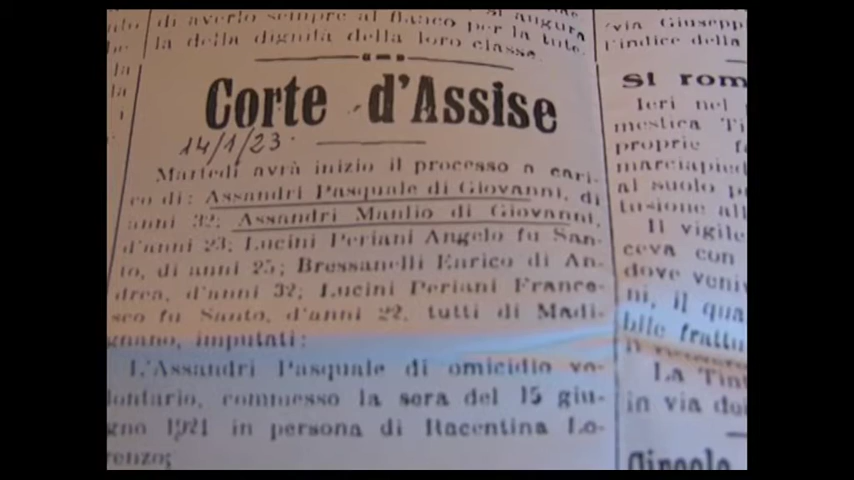 di averlo sempre al fianco per la tute-
la della dignità della loro classe.
si augura
Corte d'Assise
14/1/23
Martedì avrà inizio il processo a cari-
co di: Assandri Pasquale di Giovanni, di
anni 32; Assandri Manlio di Giovanni,
d'anni 23; Lucini Periani Angelo fu San-
to, di anni 25; Bressanelli Enrico di An-
drea, d'anni 32; Lucini Periani France-
sco fu Santo, d'anni 22, tutti di Madi-
gnano, imputati:
L'Assandri Pasquale di omicidio vo-
lontario, commesso la sera del 15 giu-
gno 1921 in persona di Itacentina Lo-
renzo;
via Giusepp
l'indice della
Si rom
Ieri nel
mestica Ti
proprie
marciapied
al suolo
tusione all
Il vigile
ceva con
dove veni
ni, il qua
bile frattu
La Tint
in via
Circolo